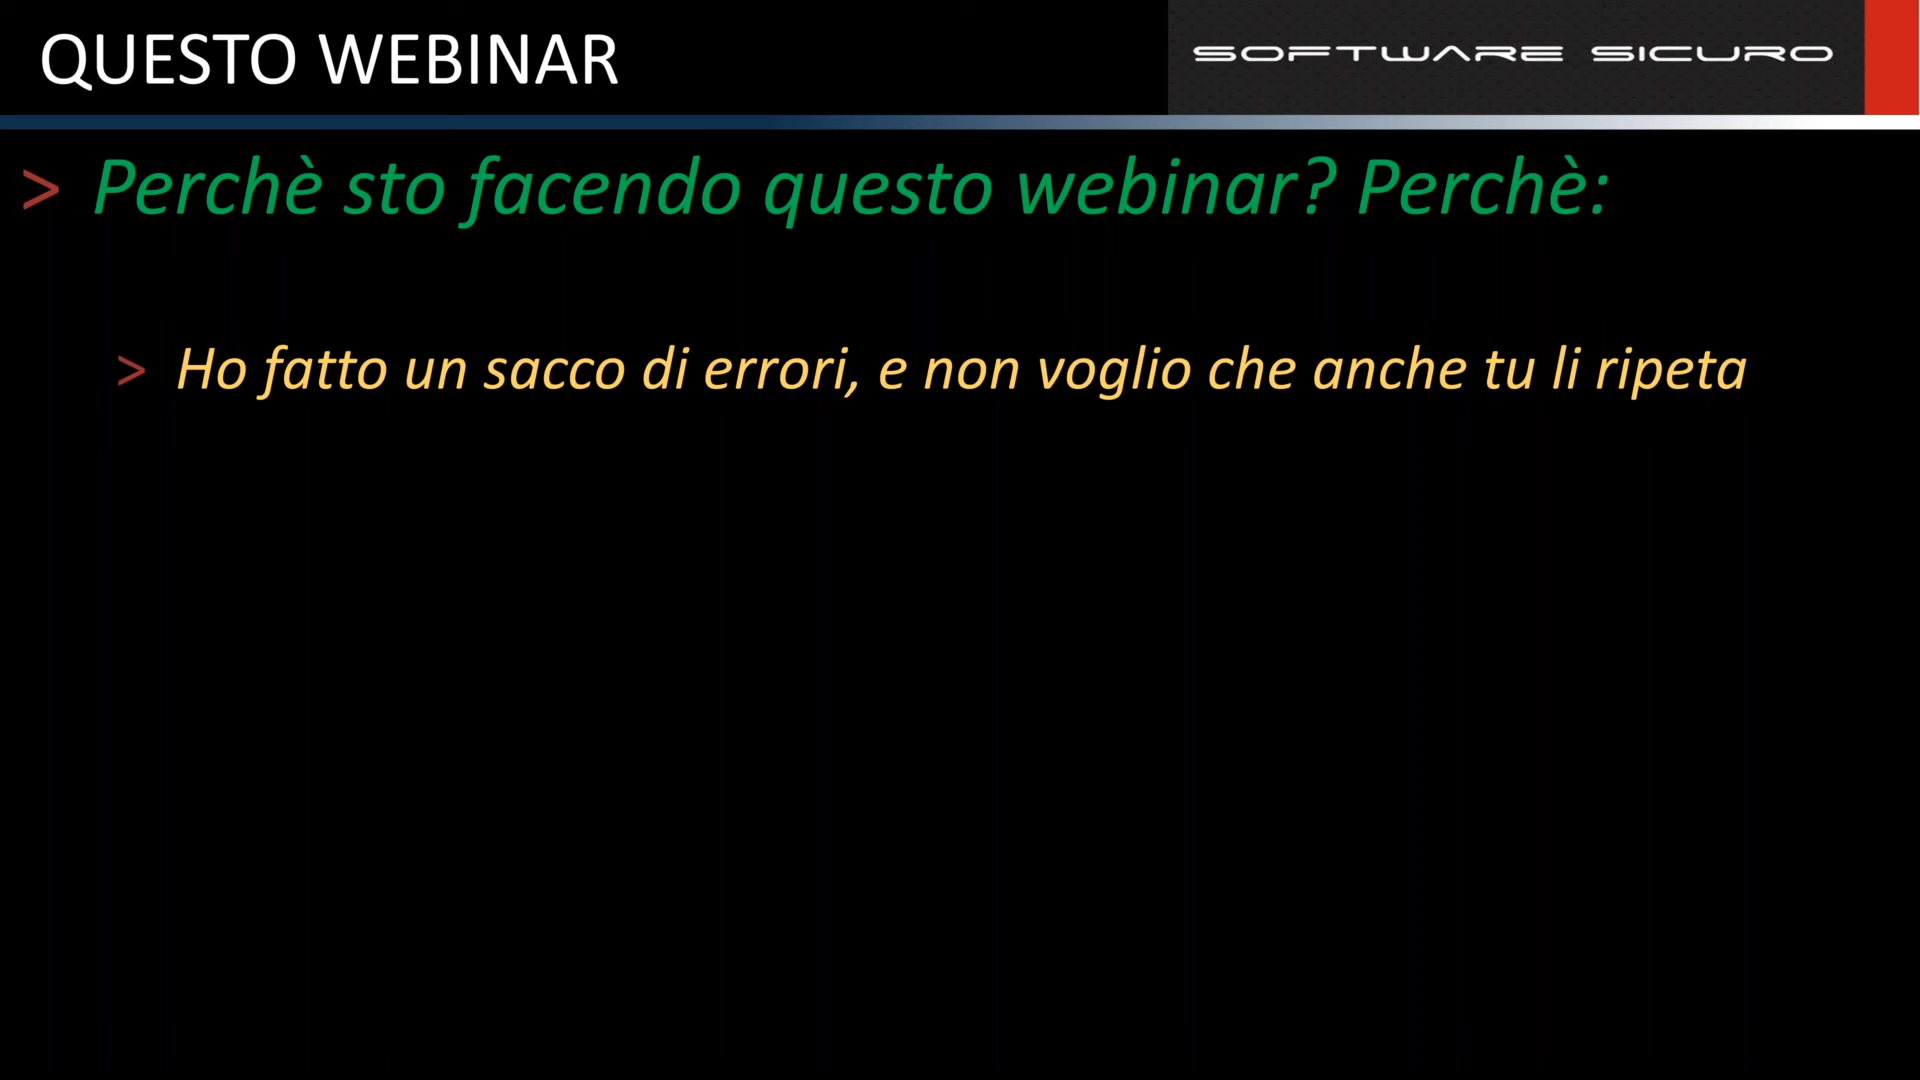 QUESTO WEBINAR
SOFTWARE SICURO
> Perchè sto facendo questo webinar? Perchè:
> Ho fatto un sacco di errori, e non voglio che anche tu li ripeta